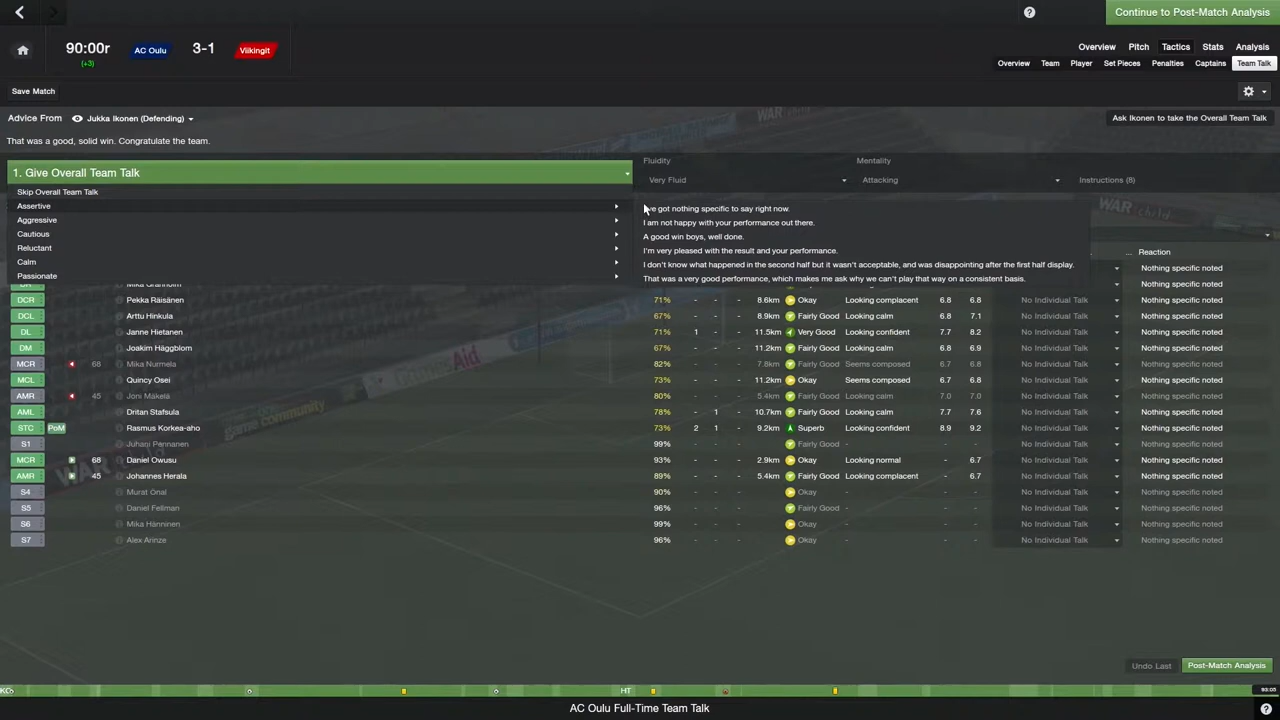 Continue to Post-Match Analysis
90:00r
(+3)
AC Oulu
3-1
Viikingit
Overview Pitch Tactics Stats Analysis
Overview Team Player Set Pieces Penalties Captains Team Talk
Save Match
Advice From Jukka Ikonen (Defending)
Ask Ikonen to take the Overall Team Talk
That was a good, solid win. Congratulate the team.
1. Give Overall Team Talk
Fluidity Mentality
Very Fluid Attacking Instructions (8)
Skip Overall Team Talk
Assertive
Aggressive
Cautious
Reluctant
Calm
Passionate
I've got nothing specific to say right now.
I am not happy with your performance out there.
A good win boys, well done.
I'm very pleased with the result and your performance.
I don't know what happened in the second half but it wasn't acceptable, and was disappointing after the first half display.
That was a very good performance, which makes me ask why we can't play that way on a consistent basis.
... Reaction
Nothing specific noted
Nothing specific noted
DCR Pekka Räisänen 71% - - - 8.6km Okay Looking complacent 6.8 6.8 No Individual Talk Nothing specific noted
DCL Arttu Hinkula 67% - - - 8.9km Fairly Good Looking calm 6.8 7.1 No Individual Talk Nothing specific noted
DL Janne Hietanen 71% 1 - - 11.5km Very Good Looking confident 7.7 8.2 No Individual Talk Nothing specific noted
DM Joakim Häggblom 67% - - - 11.2km Fairly Good Looking calm 6.8 6.9 No Individual Talk Nothing specific noted
MCR 68 Mika Nurmela 82% - - - 7.8km Fairly Good Seems composed 6.7 6.8 No Individual Talk Nothing specific noted
MCL Quincy Osei 73% - - - 11.2km Okay Seems composed 6.7 6.8 No Individual Talk Nothing specific noted
AMR 45 Joni Mäkelä 80% - - - 5.4km Fairly Good Looking calm 7.0 7.0 No Individual Talk Nothing specific noted
AML Dritan Stafsula 78% - 1 - 10.7km Fairly Good Looking calm 7.7 7.6 No Individual Talk Nothing specific noted
STC PoM Rasmus Korkea-aho 73% 2 1 - 9.2km Superb Looking confident 8.9 9.2 No Individual Talk Nothing specific noted
S1 Juhani Pennanen 99% - - - - Fairly Good - - - No Individual Talk Nothing specific noted
MCR 68 Daniel Owusu 93% - - - 2.9km Okay Looking normal - 6.7 No Individual Talk Nothing specific noted
AMR 45 Johannes Herala 89% - - - 5.4km Fairly Good Looking complacent - 6.7 No Individual Talk Nothing specific noted
S4 Murat Önal 90% - - - - Okay - - - No Individual Talk Nothing specific noted
S5 Daniel Fellman 96% - - - - Fairly Good - - - No Individual Talk Nothing specific noted
S6 Mika Hänninen 99% - - - - Okay - - - No Individual Talk Nothing specific noted
S7 Alex Arinze 96% - - - - Okay - - - No Individual Talk Nothing specific noted
Undo Last Post-Match Analysis
KO HT 93:05
AC Oulu Full-Time Team Talk